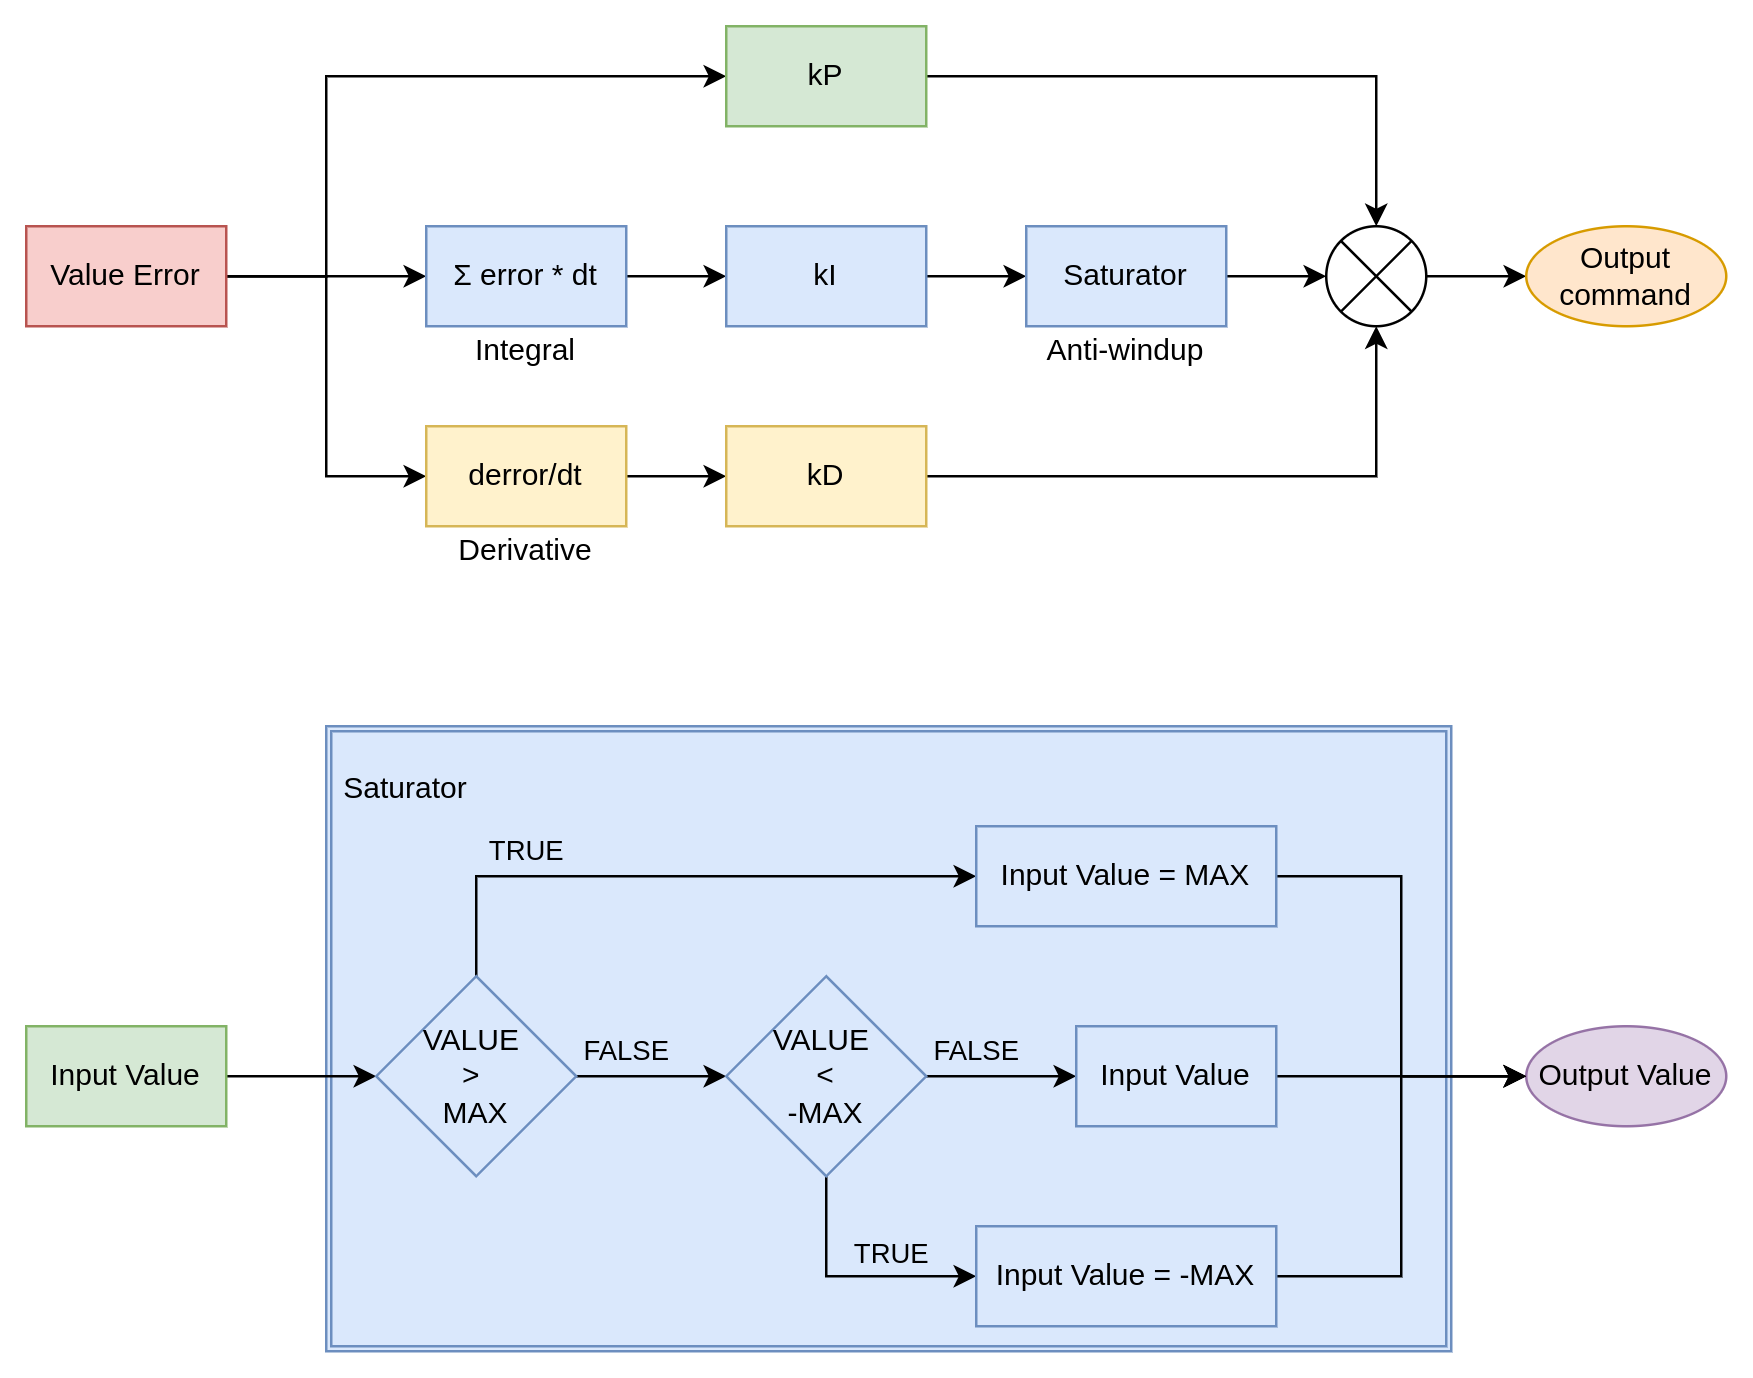 kP
Value Error
Σ error * dt
kI
Saturator
Output
command
Integral
Anti-windup
derror/dt
kD
Derivative
Saturator
TRUE
Input Value = MAX
Input Value
VALUE
>
MAX
FALSE
VALUE
<
-MAX
FALSE
Input Value
Output Value
TRUE
Input Value = -MAX